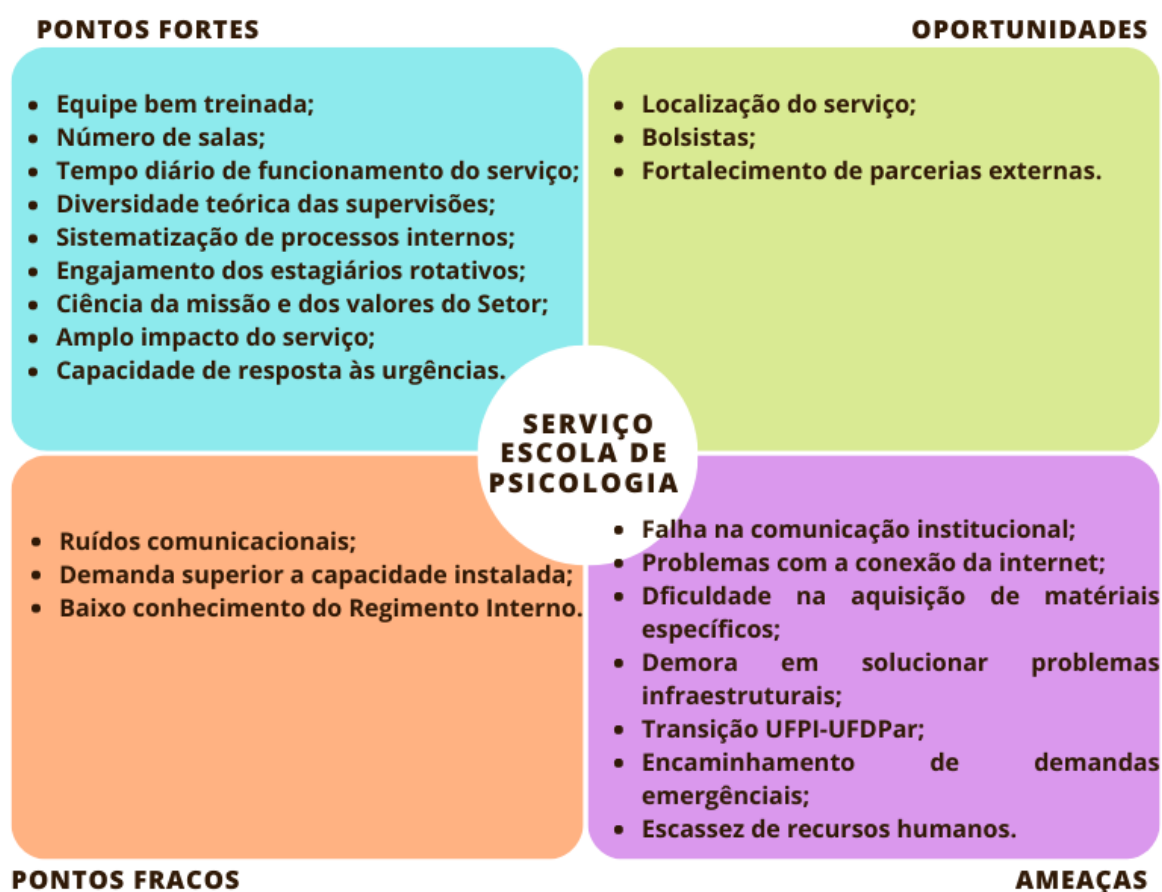 PONTOS FORTES
• Equipe bem treinada;
• Número de salas;
• Tempo diário de funcionamento do serviço;
• Diversidade teórica das supervisões;
• Sistematização de processos internos;
• Engajamento dos estagiários rotativos;
• Ciência da missão e dos valores do Setor;
• Amplo impacto do serviço;
• Capacidade de resposta às urgências.
OPORTUNIDADES
• Localização do serviço;
• Bolsistas;
• Fortalecimento de parcerias externas.
SERVIÇO
ESCOLA DE
PSICOLOGIA
• Ruídos comunicacionais;
• Demanda superior a capacidade instalada;
• Baixo conhecimento do Regimento Interno.
PONTOS FRACOS
• Falha na comunicação institucional;
• Problemas com a conexão da internet;
• Dficuldade na aquisição de matériais
específicos;
• Demora em solucionar problemas
infraestruturais;
• Transição UFPI-UFDPar;
• Encaminhamento de demandas
emergênciais;
• Escassez de recursos humanos.
AMEAÇAS